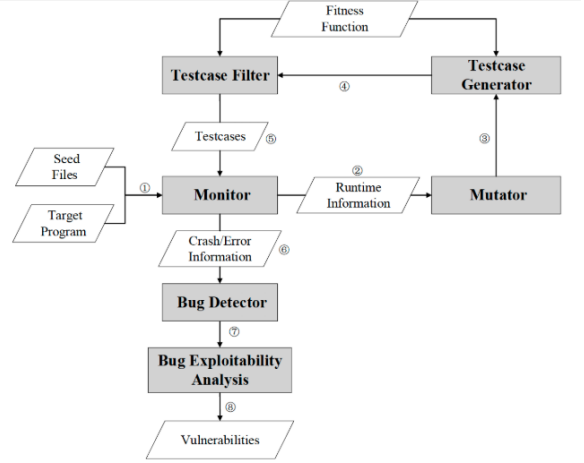 Fitness
Function
Testcase Filter
④
Testcase
Generator
Testcases
⑤
③
Seed
Files
①
Target
Program
Monitor
②
Runtime
Information
Mutator
Crash/Error
Information
⑥
Bug Detector
⑦
Bug Exploitability
Analysis
⑧
Vulnerabilities